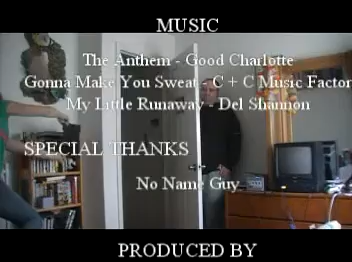 MUSIC
The Anthem - Good Charlotte
Gonna Make You Sweat - C + C Music Factor
My Little Runaway - Del Shannon
SPECIAL THANKS
No Name Guy
PRODUCED BY